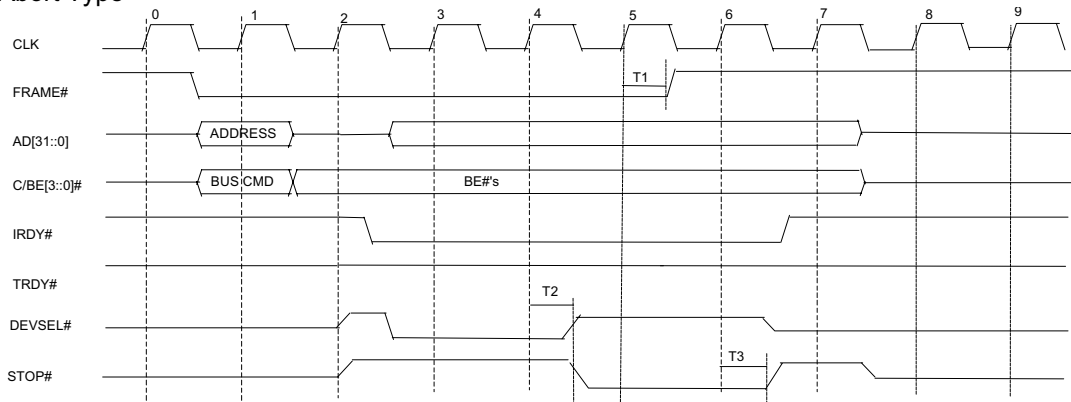 0 1 2 3 4 5 6 7 8 9
CLK
FRAME#
T1
AD[31::0]
ADDRESS
C/BE[3::0]#
BUS CMD
BE#'s
IRDY#
TRDY#
T2
DEVSEL#
T3
STOP#